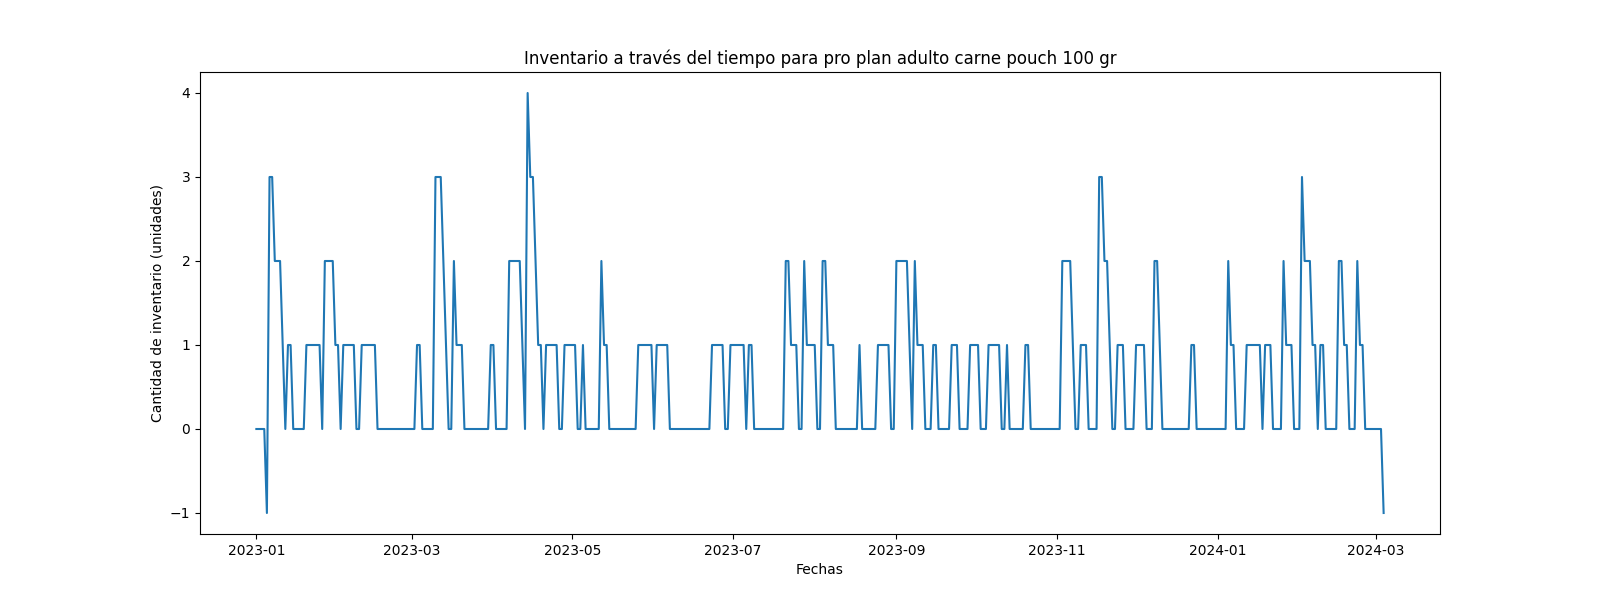 Inventario a través del tiempo para pro plan adulto carne pouch 100 gr
Cantidad de inventario (unidades)
4
3
2
1
0
−1
2023-01 2023-03 2023-05 2023-07 2023-09 2023-11 2024-01 2024-03
Fechas